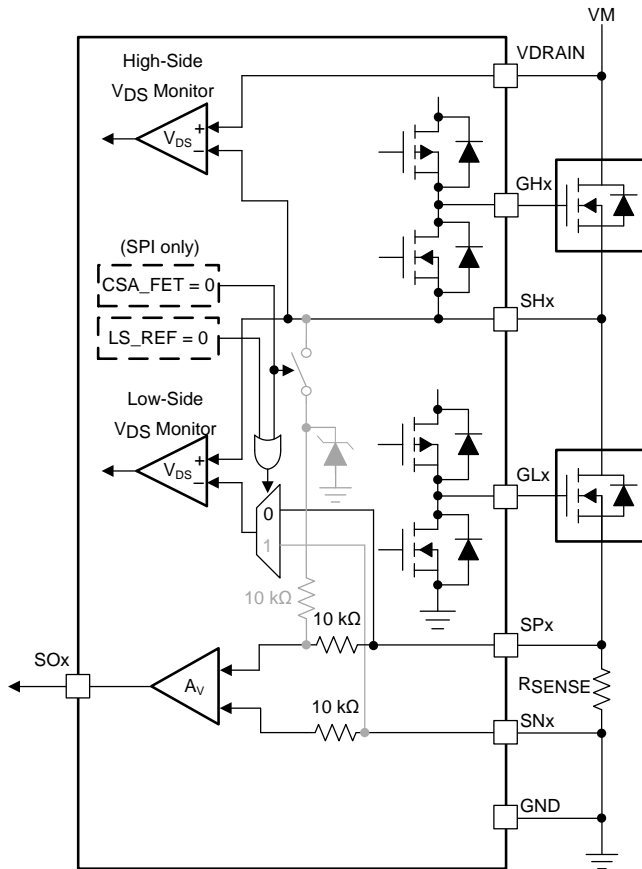 VM
VDRAIN
High-Side
VDS Monitor
+
VDS
−
GHx
(SPI only)
CSA_FET = 0
SHx
LS_REF = 0
Low-Side
VDS Monitor
+
VDS
−
GLx
0
1
10 kΩ
10 kΩ
SPx
SOx
AV
RSENSE
10 kΩ
SNx
GND